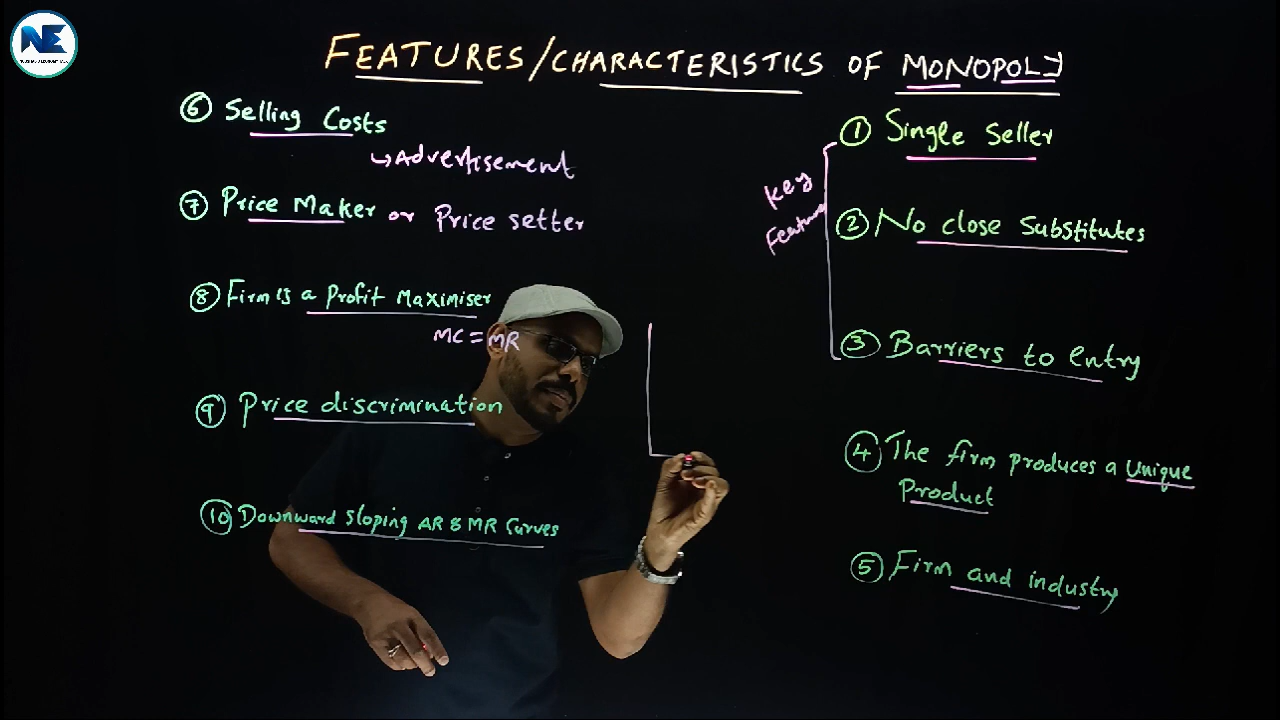 NE
FEATURES/CHARACTERISTICS OF MONOPOLY
① Single Seller
② No close Substitutes
③ Barriers to entry
Key
Feature
④ The firm produces a Unique
Product
⑤ Firm and industry
⑥ Selling Costs
↳Advertisement
⑦ Price Maker or Price setter
⑧ Firm is a Profit Maximiser
MC = MR
⑨ Price discrimination
⑩ Downward Sloping AR & MR Curves